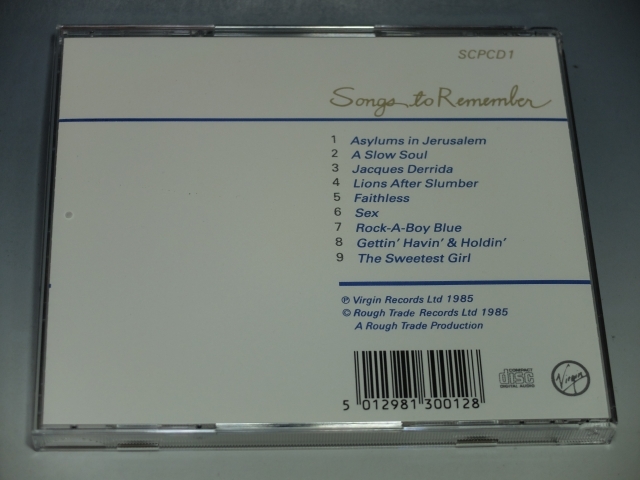 SCPCD1
Songs to Remember
1 Asylums in Jerusalem
2 A Slow Soul
3 Jacques Derrida
4 Lions After Slumber
5 Faithless
6 Sex
7 Rock-A-Boy Blue
8 Gettin' Havin' & Holdin'
9 The Sweetest Girl
℗ Virgin Records Ltd 1985
© Rough Trade Records Ltd 1985
A Rough Trade Production
COMPACT
disc
DIGITAL AUDIO
Virgin
5 012981 300128